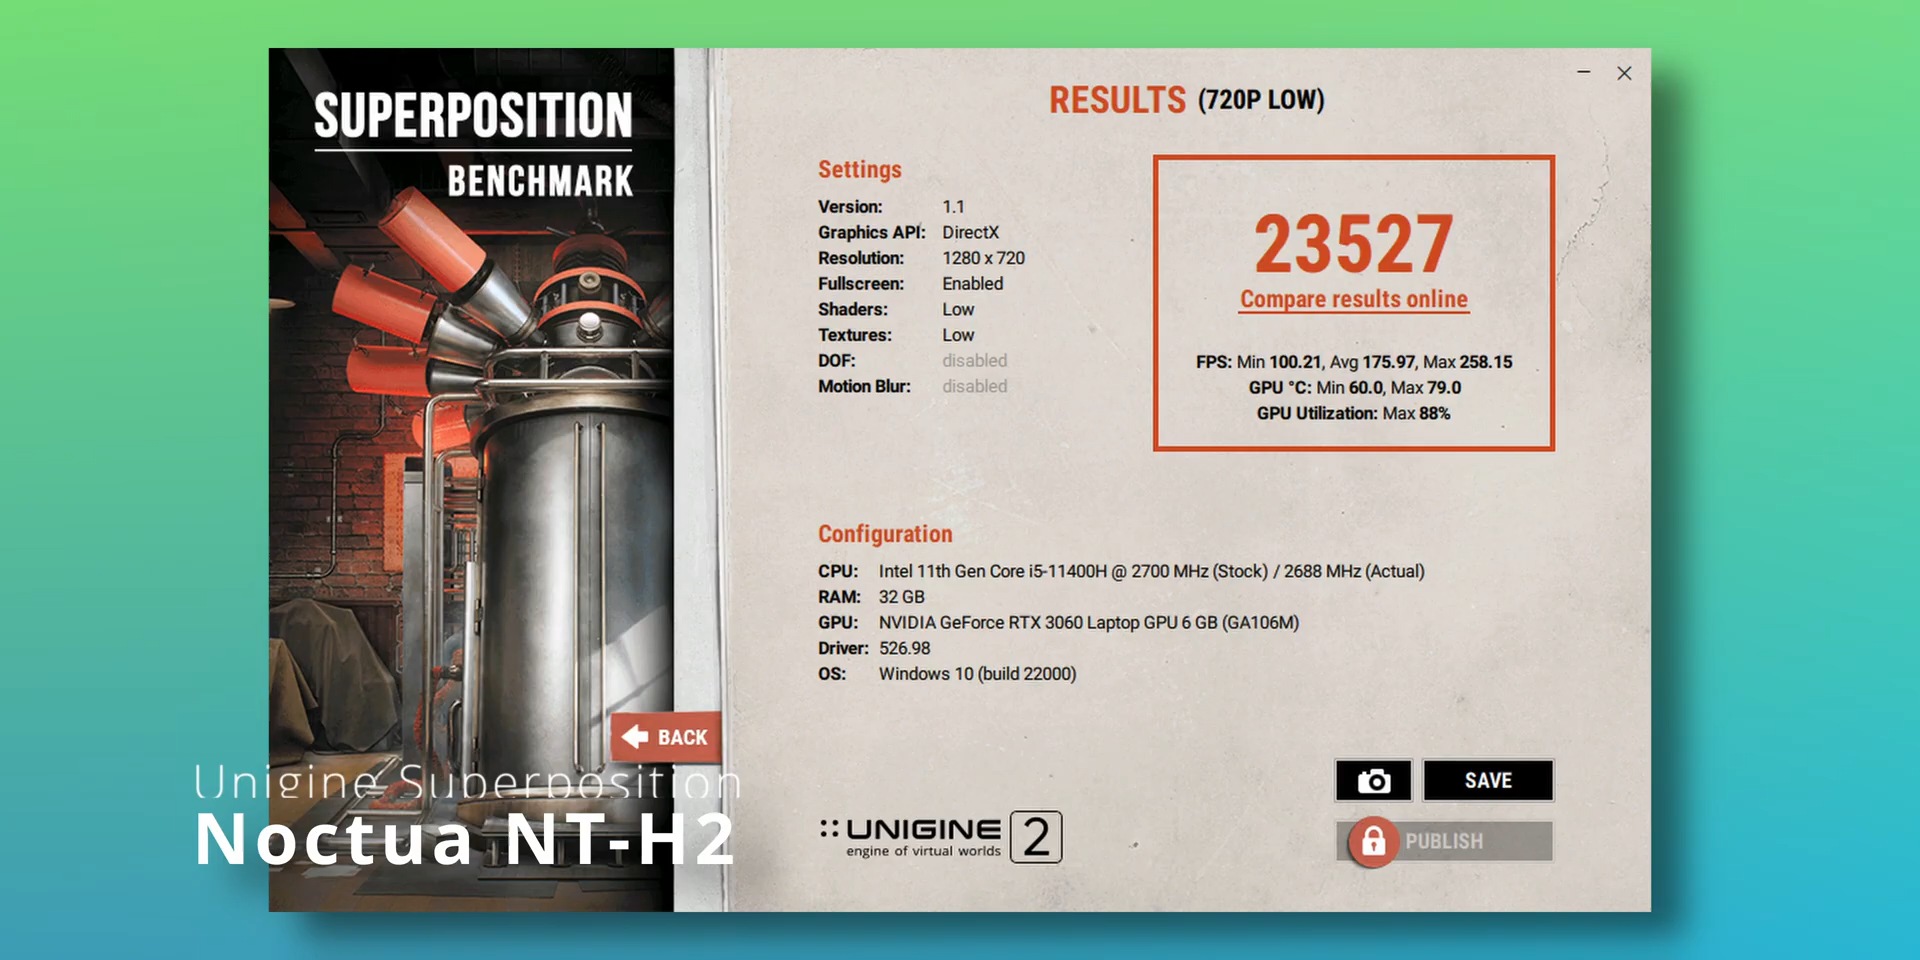 SUPERPOSITION
BENCHMARK
RESULTS (720P LOW)
Settings
Version: 1.1
Graphics API: DirectX
Resolution: 1280 x 720
Fullscreen: Enabled
Shaders: Low
Textures: Low
DOF: disabled
Motion Blur: disabled
23527
Compare results online
FPS: Min 100.21, Avg 175.97, Max 258.15
GPU °C: Min 60.0, Max 79.0
GPU Utilization: Max 88%
Configuration
CPU: Intel 11th Gen Core i5-11400H @ 2700 MHz (Stock) / 2688 MHz (Actual)
RAM: 32 GB
GPU: NVIDIA GeForce RTX 3060 Laptop GPU 6 GB (GA106M)
Driver: 526.98
OS: Windows 10 (build 22000)
BACK
Unigine Superposition
Noctua NT-H2
UNIGINE 2
engine of virtual worlds
SAVE
PUBLISH